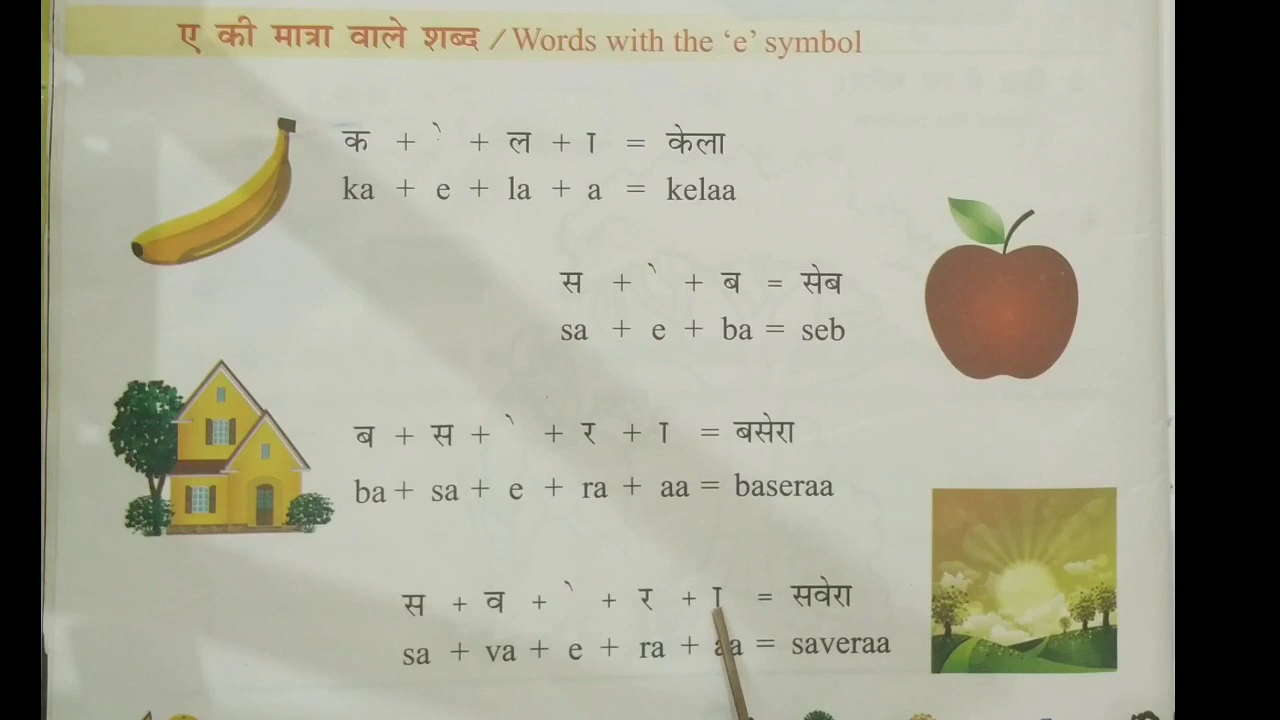 ए की मात्रा वाले शब्द / Words with the ‘e’ symbol
क + े + ल + ा = केला
ka + e + la + a = kelaa
स + े + ब = सेब
sa + e + ba = seb
ब + स + े + र + ा = बसेरा
ba + sa + e + ra + aa = baseraa
स + व + े + र + ा = सवेरा
sa + va + e + ra + aa = saveraa